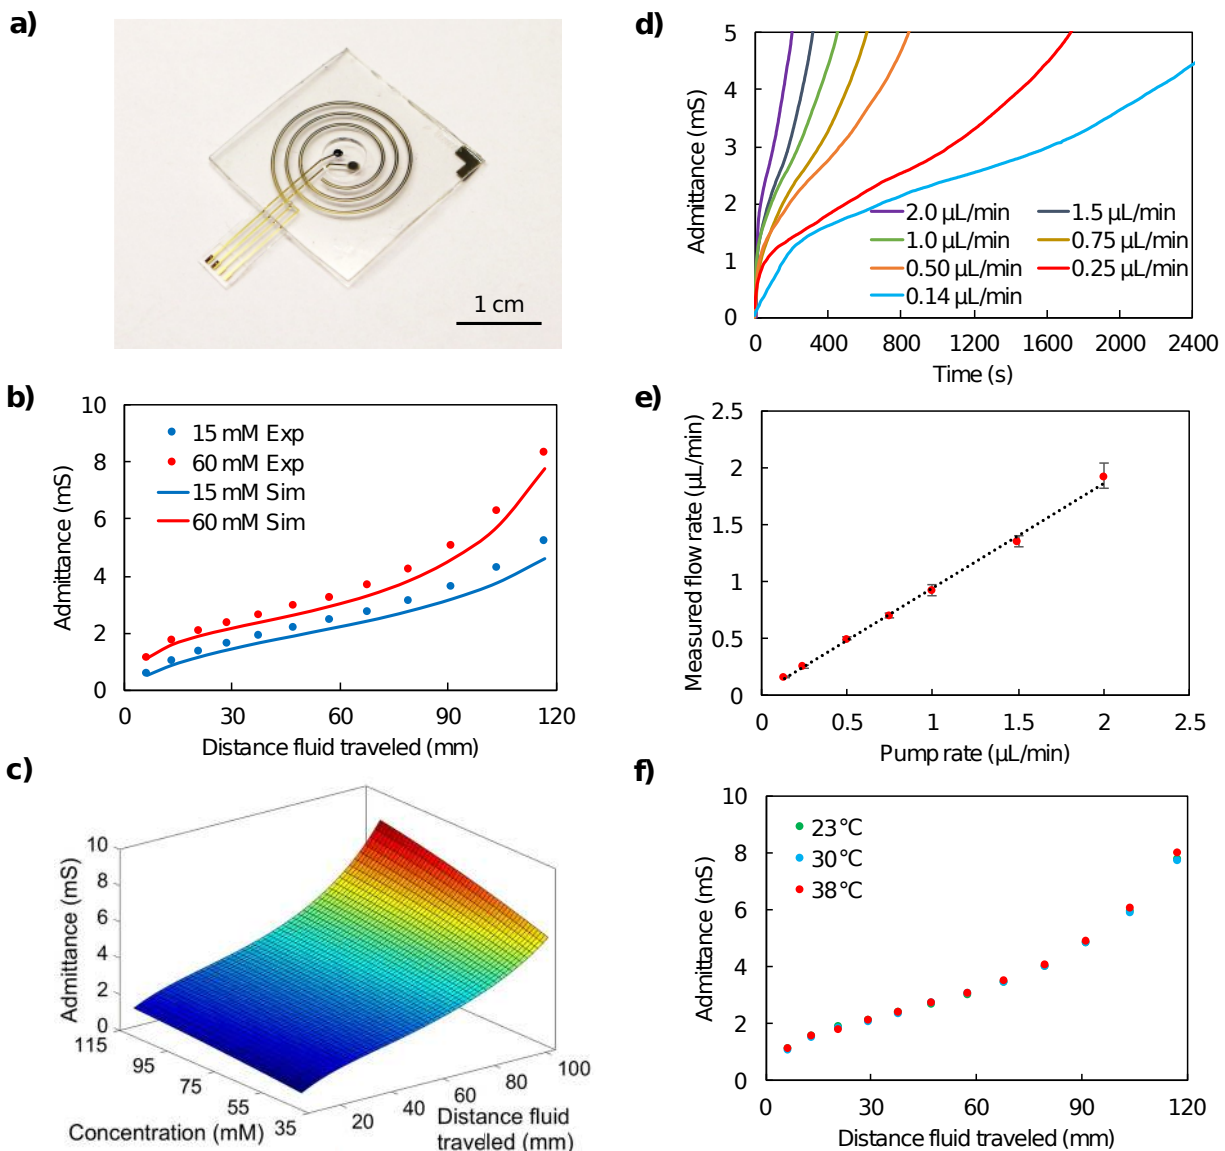 a)
1 cm
b)
10
8
6
4
2
0
Admittance (mS)
15 mM Exp
60 mM Exp
15 mM Sim
60 mM Sim
0 30 60 90 120
Distance fluid traveled (mm)
c)
10
8
6
4
2
0
Admittance (mS)
115
95
75
55
35
Concentration (mM)
20
40
60
80
100
Distance fluid
traveled (mm)
d)
5
4
3
2
1
0
Admittance (mS)
2.0 µL/min 1.5 µL/min
1.0 µL/min 0.75 µL/min
0.50 µL/min 0.25 µL/min
0.14 µL/min
0 400 800 1200 1600 2000 2400
Time (s)
e)
2.5
2
1.5
1
0.5
0
Measured flow rate (µL/min)
0 0.5 1 1.5 2 2.5
Pump rate (µL/min)
f)
10
8
6
4
2
0
Admittance (mS)
23°C
30°C
38°C
0 30 60 90 120
Distance fluid traveled (mm)